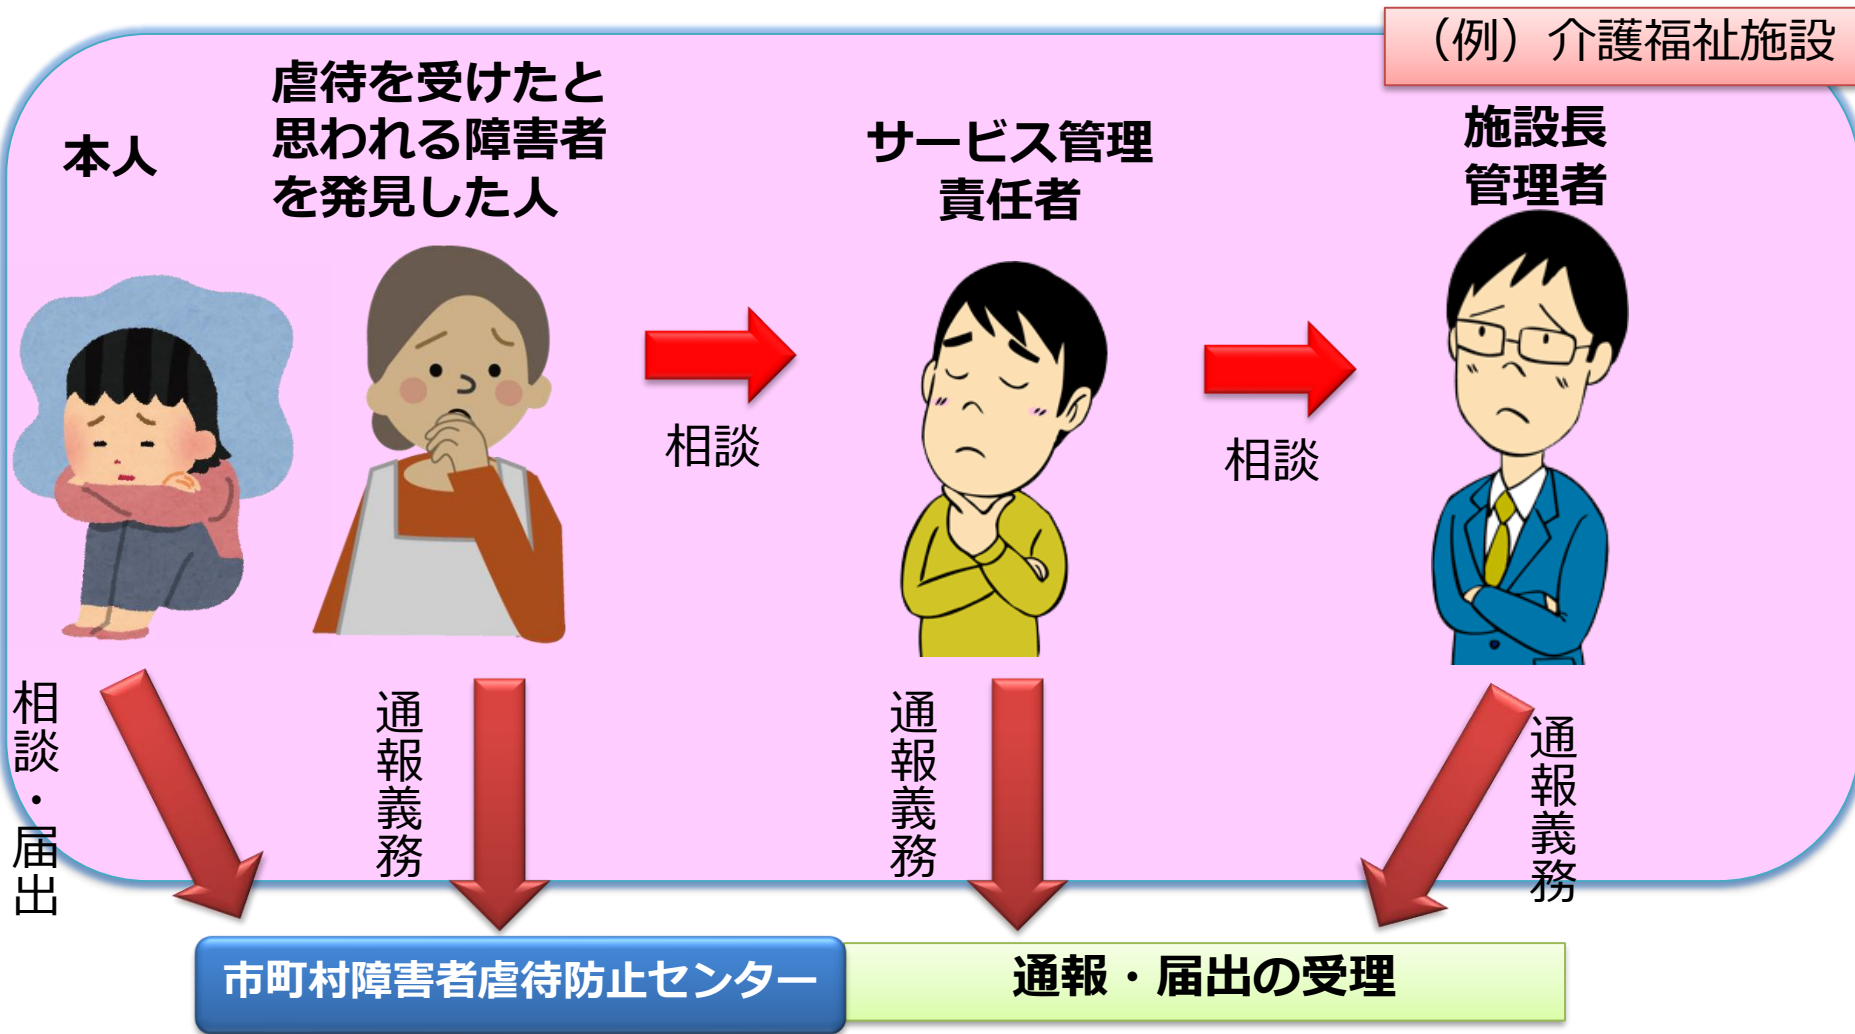 （例）介護福祉施設
本人
虐待を受けたと
思われる障害者
を発見した人
サービス管理
責任者
施設長
管理者
相談
相談
相談・届出
通報義務
通報義務
通報義務
市町村障害者虐待防止センター
通報・届出の受理